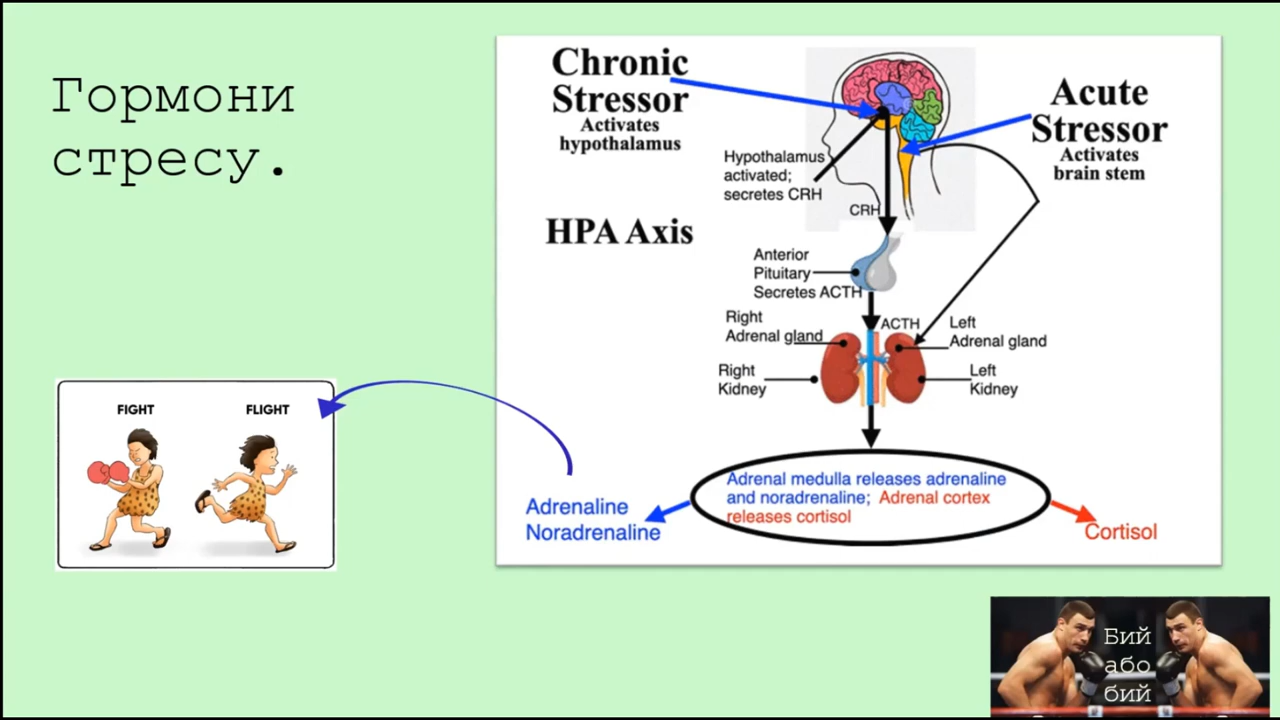 Гормони
стресу.
Chronic
Stressor
Activates
hypothalamus
Acute
Stressor
Activates
brain stem
Hypothalamus
activated;
secretes CRH
CRH
HPA Axis
Anterior
Pituitary
Secretes ACTH
Right
Adrenal gland
ACTH
Left
Adrenal gland
Right
Kidney
Left
Kidney
FIGHT
FLIGHT
Adrenal medulla releases adrenaline
and noradrenaline; Adrenal cortex
releases cortisol
Adrenaline
Noradrenaline
Cortisol
Бий
або
бий